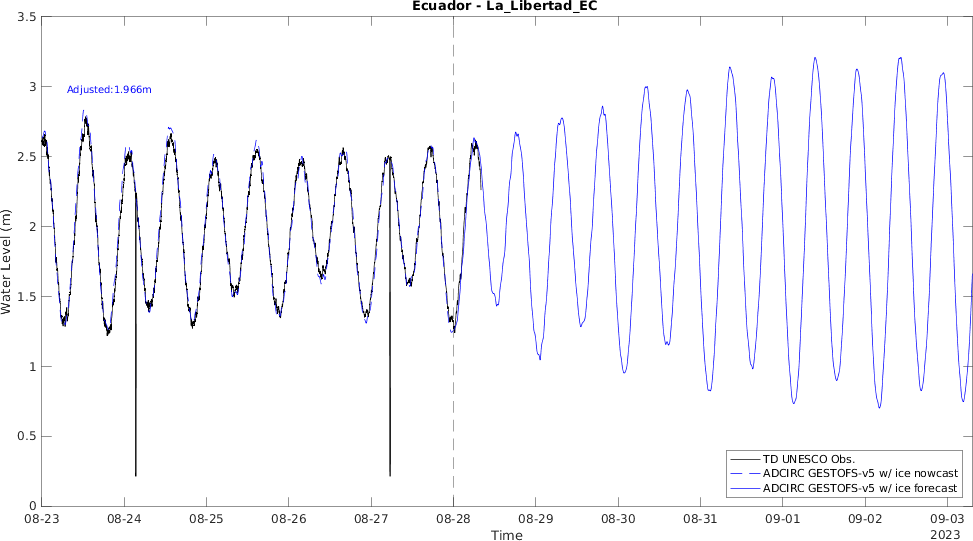 Ecuador - La_Libertad_EC
3.5
3
2.5
2
1.5
1
0.5
0
Water Level (m)
Adjusted:1.966m
TD UNESCO Obs.
ADCIRC GESTOFS-v5 w/ ice nowcast
ADCIRC GESTOFS-v5 w/ ice forecast
08-23 08-24 08-25 08-26 08-27 08-28 08-29 08-30 08-31 09-01 09-02 09-03
Time
2023